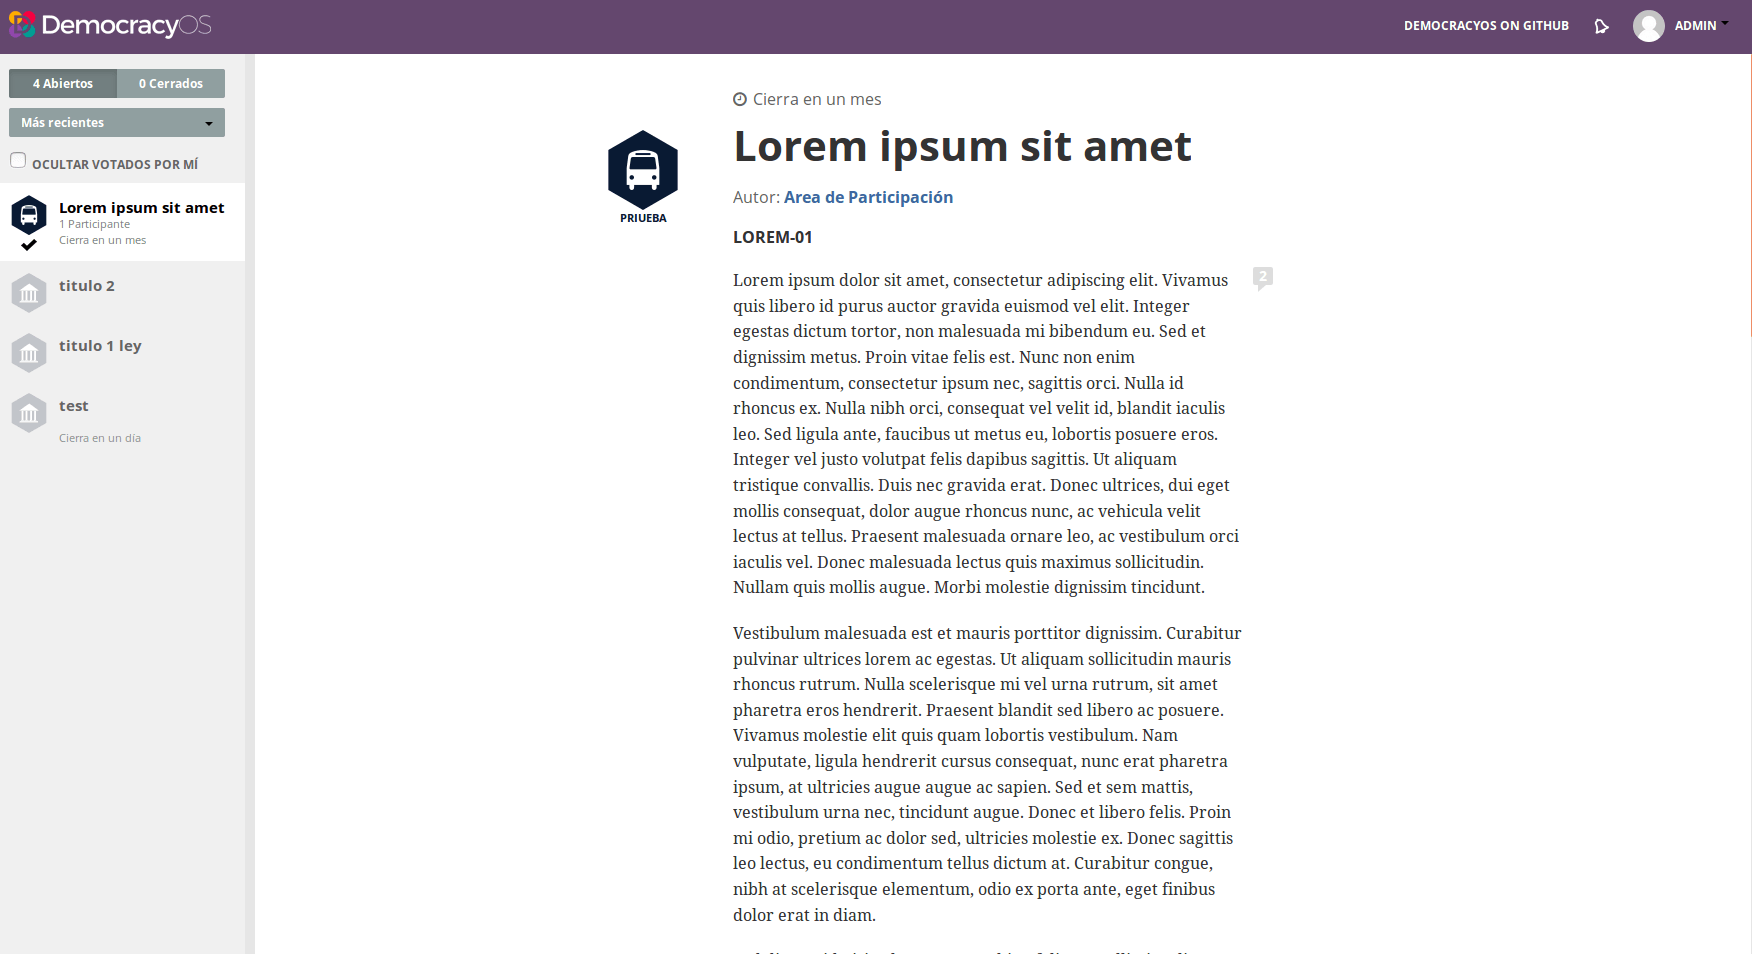 DemocracyOS
DEMOCRACYOS ON GITHUB
ADMIN
4 Abiertos
0 Cerrados
Más recientes
OCULTAR VOTADOS POR MÍ
Lorem ipsum sit amet
1 Participante
Cierra en un mes
titulo 2
titulo 1 ley
test
Cierra en un día
Cierra en un mes
PRIUEBA
Lorem ipsum sit amet
Autor: Area de Participación
LOREM-01
2
Lorem ipsum dolor sit amet, consectetur adipiscing elit. Vivamus
quis libero id purus auctor gravida euismod vel elit. Integer
egestas dictum tortor, non malesuada mi bibendum eu. Sed et
dignissim metus. Proin vitae felis est. Nunc non enim
condimentum, consectetur ipsum nec, sagittis orci. Nulla id
rhoncus ex. Nulla nibh orci, consequat vel velit id, blandit iaculis
leo. Sed ligula ante, faucibus ut metus eu, lobortis posuere eros.
Integer vel justo volutpat felis dapibus sagittis. Ut aliquam
tristique convallis. Duis nec gravida erat. Donec ultrices, dui eget
mollis consequat, dolor augue rhoncus nunc, ac vehicula velit
lectus at tellus. Praesent malesuada ornare leo, ac vestibulum orci
iaculis vel. Donec malesuada lectus quis maximus sollicitudin.
Nullam quis mollis augue. Morbi molestie dignissim tincidunt.
Vestibulum malesuada est et mauris porttitor dignissim. Curabitur
pulvinar ultrices lorem ac egestas. Ut aliquam sollicitudin mauris
rhoncus rutrum. Nulla scelerisque mi vel urna rutrum, sit amet
pharetra eros hendrerit. Praesent blandit sed libero ac posuere.
Vivamus molestie elit quis quam lobortis vestibulum. Nam
vulputate, ligula hendrerit cursus consequat, nunc erat pharetra
ipsum, at ultricies augue augue ac sapien. Sed et sem mattis,
vestibulum urna nec, tincidunt augue. Donec et libero felis. Proin
mi odio, pretium ac dolor sed, ultricies molestie ex. Donec sagittis
leo lectus, eu condimentum tellus dictum at. Curabitur congue,
nibh at scelerisque elementum, odio ex porta ante, eget finibus
dolor erat in diam.